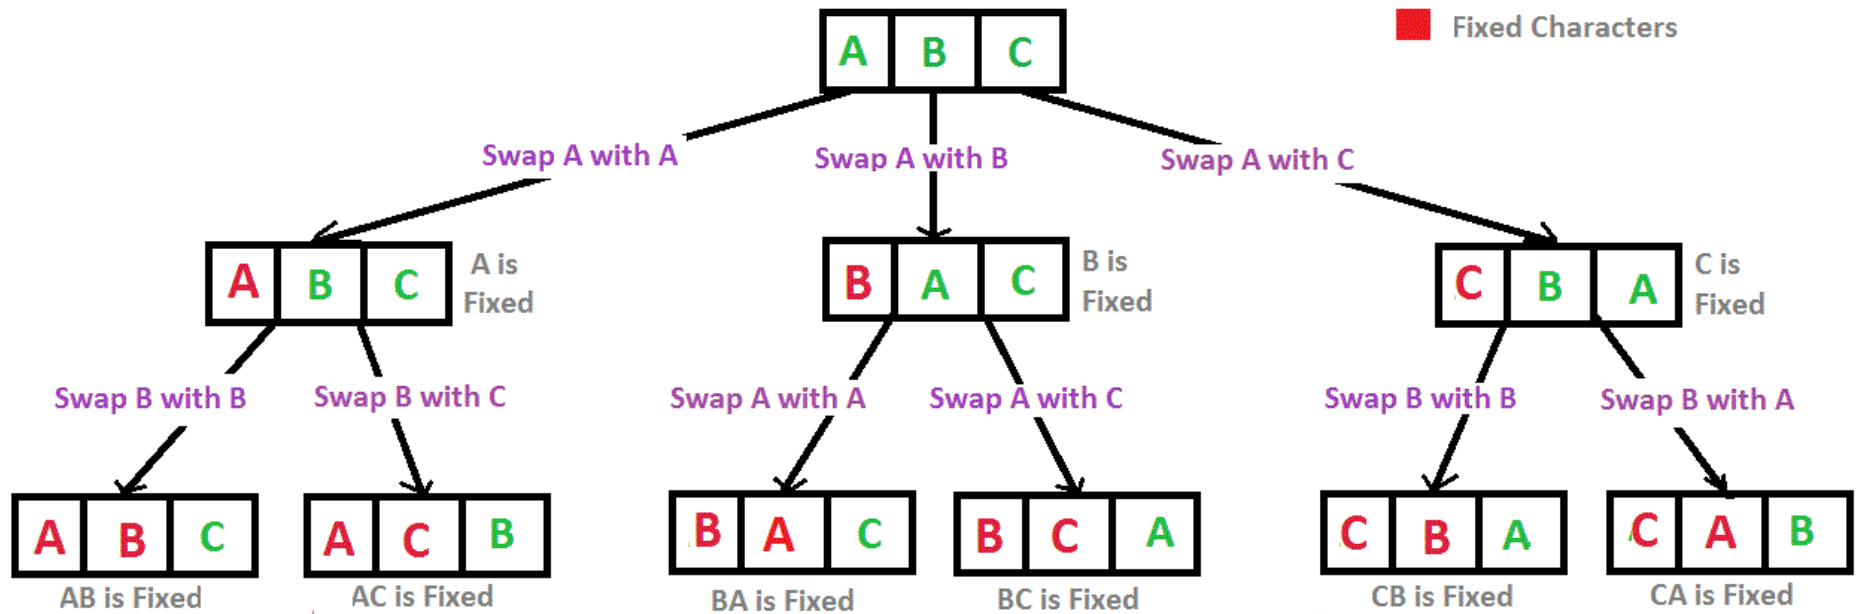 A B C
Fixed Characters
Swap A with A
Swap A with B
Swap A with C
A B C
A is
Fixed
B A C
B is
Fixed
C B A
C is
Fixed
Swap B with B
Swap B with C
Swap A with A
Swap A with C
Swap B with B
Swap B with A
A B C
A C B
B A C
B C A
C B A
C A B
AB is Fixed
AC is Fixed
BA is Fixed
BC is Fixed
CB is Fixed
CA is Fixed